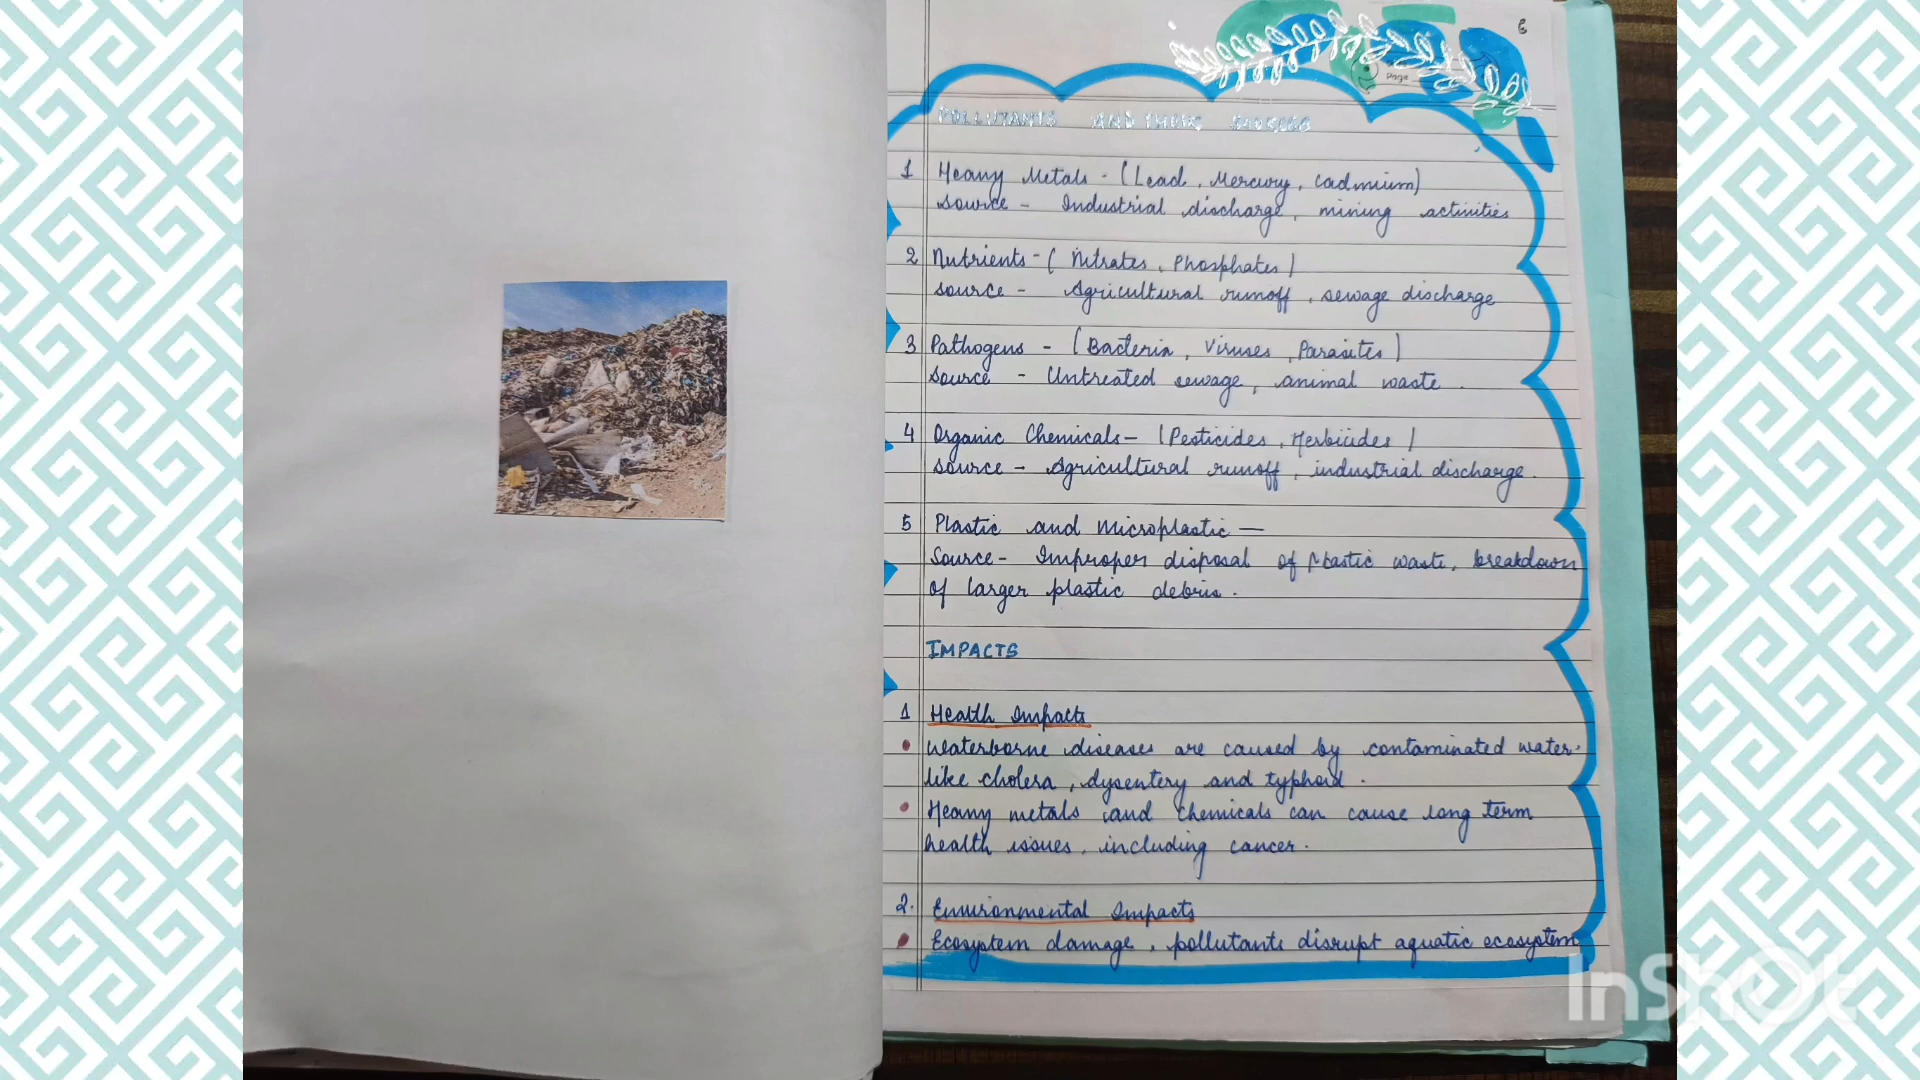 6
Page
POLLUTANTS AND THEIR SOURCES
1 Heavy Metals - (Lead, Mercury, Cadmium)
Source - Industrial discharge, mining activities
2 Nutrients - ( Nitrates, Phosphates )
Source - Agricultural runoff, sewage discharge
3 Pathogens - (Bacteria, Viruses, Parasites)
Source - Untreated sewage, animal waste.
4 Organic Chemicals - (Pesticides, Herbicides)
Source - Agricultural runoff, industrial discharge.
5 Plastic and Microplastic —
Source - Improper disposal of Plastic waste, breakdown
of larger plastic debris.
IMPACTS
1 Health Impacts
• Waterborne diseases are caused by contaminated water.
like cholera, dysentery and typhoid.
• Heavy metals and chemicals can cause long term
health issues, including cancer.
2. Environmental Impacts
• Ecosystem damage, pollutants disrupt aquatic ecosystem
InShOt